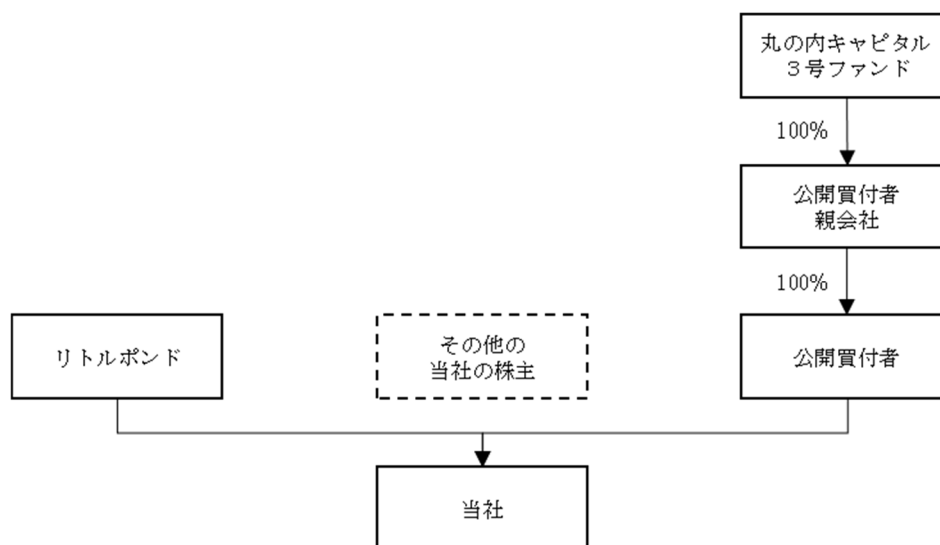 丸の内キャピタル
３号ファンド
100%
公開買付者
親会社
100%
リトルポンド
その他の
当社の株主
公開買付者
当社